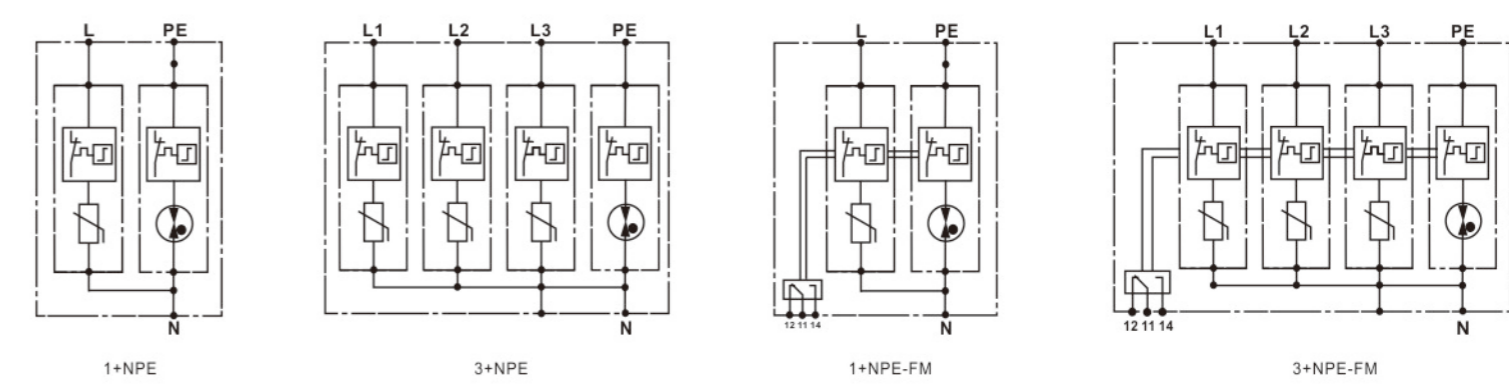 L PE
N
1+NPE
L1 L2 L3 PE
N
3+NPE
L PE
12 11 14
N
1+NPE-FM
L1 L2 L3 PE
12 11 14
N
3+NPE-FM